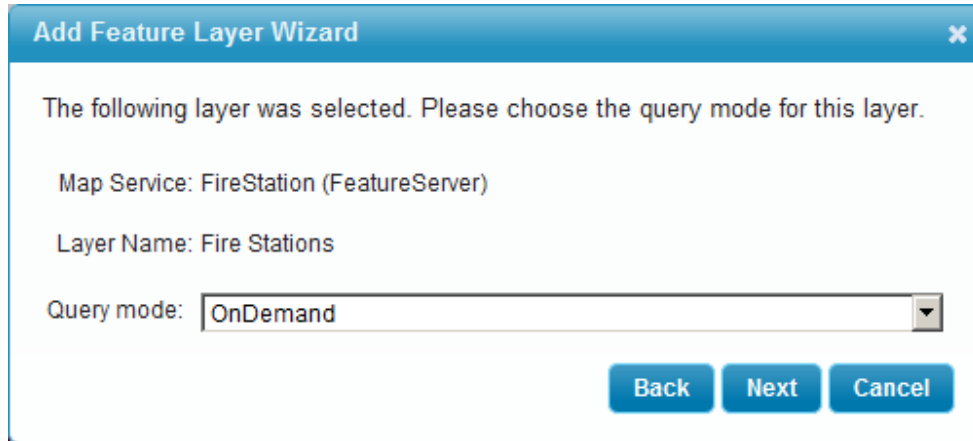 Add Feature Layer Wizard
The following layer was selected. Please choose the query mode for this layer.
Map Service: FireStation (FeatureServer)
Layer Name: Fire Stations
Query mode: OnDemand
Back Next Cancel